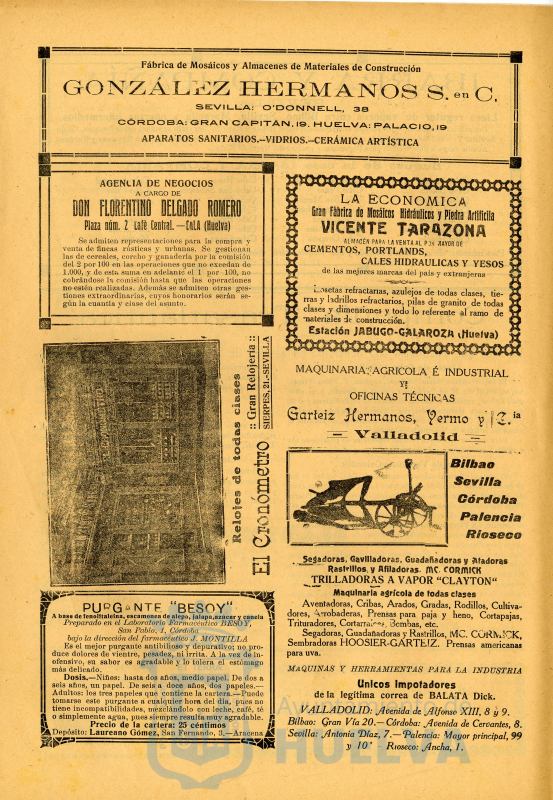 Fábrica de Mosáicos y Almacenes de Materiales de Construcción
GONZÁLEZ HERMANOS S. en C.
SEVILLA: O'DONNELL, 38
CÓRDOBA: GRAN CAPITAN, 19. HUELVA: PALACIO, 19
APARATOS SANITARIOS.—VIDRIOS.—CERÁMICA ARTÍSTICA
AGENCIA DE NEGOCIOS
A CARGO DE
DON FLORENTINO DELGADO ROMERO
Plaza núm. 2 Café Central. — CALA (Huelva)
Se admiten representaciones para la compra y
venta de fincas rústicas y urbanas. Se gestionan
las de cereales, corcho y ganadería por la comisión
del 2 por 100 en las operaciones que no excedan de
1.000, y de esta suma en adelante el 1 por 100, no
cobrándose la comisión hasta que las operaciones
no estén realizadas. Además se admiten otras ges-
tiones extraordinarias, cuyos honorarios serán se-
gún la cuantía y clase del asunto.
LA ECONOMICA
Gran Fábrica de Mosáicos Hidráulicos y Piedra Artificila
VICENTE TARAZONA
ALMACEN PARA LA VENTA AL POR MAYOR DE
CEMENTOS, PORTLANDS,
CALES HIDRAULICAS Y YESOS
de las mejores marcas del país y extranjeras
Losetas refractarias, azulejos de todas clases, tie-
rras y ladrillos refractarios, pilas de granito de todas
clases y dimensiones y todo lo referente al ramo de
materiales de construcción.
Estación JABUGO-GALAROZA (Huelva)
Relojes de todas clases
El Cronómetro :: Gran Relojería ::
SIERPES, 21.-SEVILLA
MAQUINARIA AGRICOLA É INDUSTRIAL
Y
OFICINAS TÉCNICAS
Garteiz Hermanos, Yermo y C.ia
— Valladolid —
Bilbao
Sevilla
Córdoba
Palencia
Rioseco
Segadoras, Gavilladoras, Guadañadoras y Atadoras
Rastrillos, y Afiladoras. MC. CORMICK
TRILLADORAS A VAPOR "CLAYTON"
Maquinaria agrícola de todas clases
Aventadoras, Cribas, Arados, Gradas, Rodillos, Cultiva-
dores, Arrobaderas, Prensas para paja y heno, Cortapajas,
Trituradores, Cortarraíces, Bombas, etc.
Segadoras, Guadañadoras y Rastrillos, MC. CORMICK,
Sembradoras HOOSIER-GARTEIZ. Prensas americanas
para uva.
MAQUINAS Y HERRAMIENTAS PARA LA INDUSTRIA
Unicos Impotadores
de la legítima correa de BALATA Dick.
VALLADOLID: Avenida de Alfonso XIII, 8 y 9.
Bilbao: Gran Vía 20.—Córdoba: Avenida de Cervantes, 8.
Sevilla: Antonia Díaz, 7.—Palencia: Mayor principal, 99
y 10 - Rioseco: Ancha, 1.
PURGANTE "BESOY"
A base de fenolftaleína, escamonea de alepo, jalapa, azúcar y canela
Preparado en el Laboratorio Farmacéutico BESOY,
San Pablo, 1, Córdoba
bajo la dirección del farmacéutico J. MONTILLA
Es el mejor purgante antibilioso y depurativo; no pro-
duce dolores de vientre, pesadez, ni irrita. A la vez de in-
ofensivo, su sabor es agradable y lo tolera el estómago
más delicado.
Dosis.—Niños: hasta dos años, medio papel. De dos a
seis años, un papel. De seis a doce años, dos papeles.—
Adultos: los tres papeles que contiene la cartera.—Puede
tomarse este purgante a cualquier hora del día, pues no
tiene incompatibilidades, mezclándolo con leche, café, té
o simplemente agua, pues siempre resulta muy agradable.
Precio de la cartera: 25 céntimos
Depósito: Laureano Gómez, San Fernando, 3.—Aracena
HUELVA